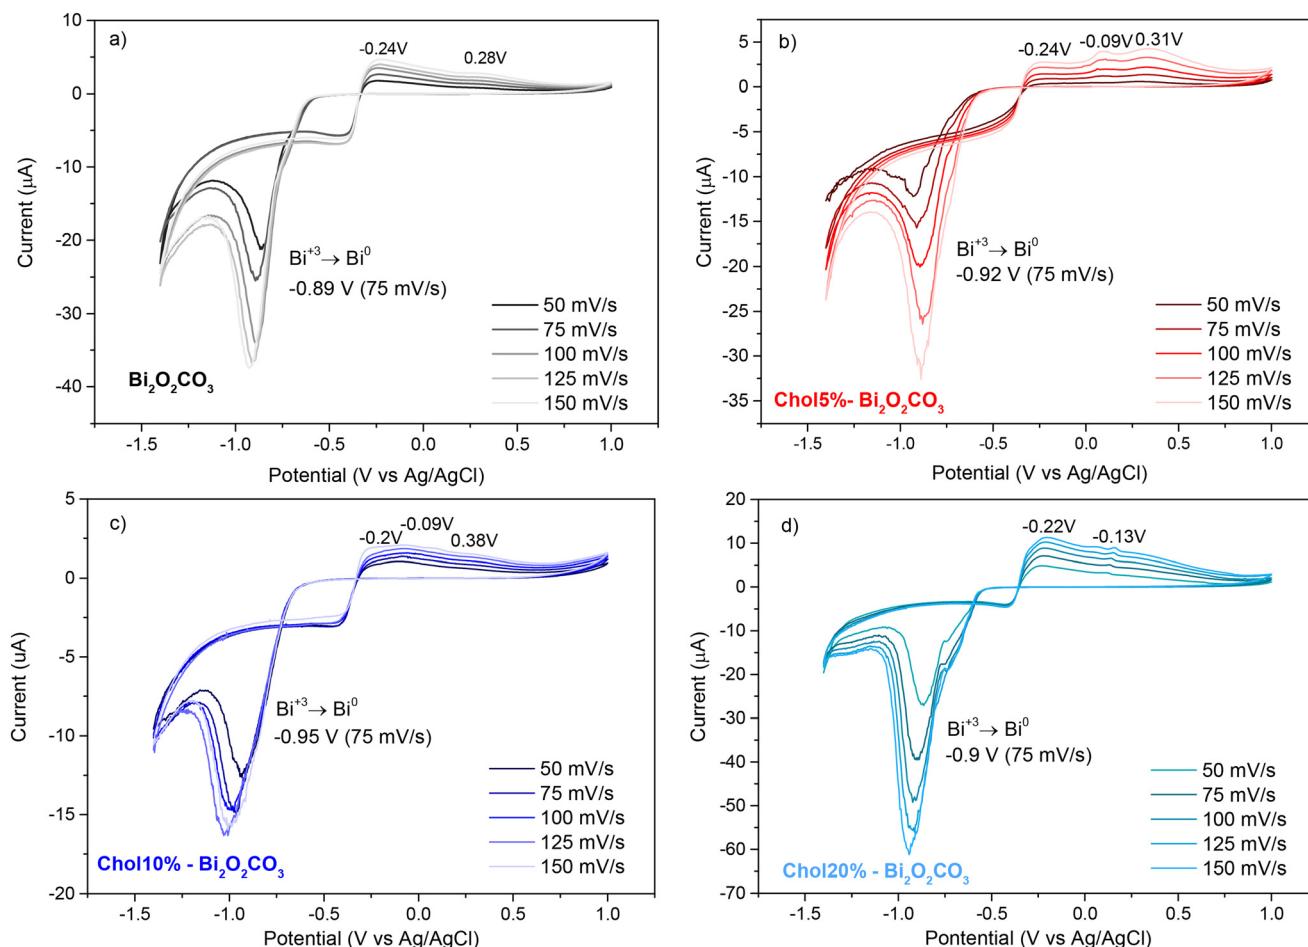 a)
-0.24V
0.28V
10
0
-10
-20
-30
-40
Current (µA)
Bi⁺³→ Bi⁰
-0.89 V (75 mV/s)
50 mV/s
75 mV/s
100 mV/s
125 mV/s
150 mV/s
Bi₂O₂CO₃
-1.5 -1.0 -0.5 0.0 0.5 1.0
Potential (V vs Ag/AgCl)
b)
-0.24V
-0.09V
0.31V
5
0
-5
-10
-15
-20
-25
-30
-35
Current (µA)
Bi⁺³→ Bi⁰
-0.92 V (75 mV/s)
50 mV/s
75 mV/s
100 mV/s
125 mV/s
150 mV/s
Chol5%- Bi₂O₂CO₃
-1.5 -1.0 -0.5 0.0 0.5 1.0
Potential (V vs Ag/AgCl)
c)
-0.09V
-0.2V
0.38V
5
0
-5
-10
-15
-20
Current (uA)
Bi⁺³→ Bi⁰
-0.95 V (75 mV/s)
50 mV/s
75 mV/s
100 mV/s
125 mV/s
150 mV/s
Chol10% - Bi₂O₂CO₃
-1.5 -1.0 -0.5 0.0 0.5 1.0
Potential (V vs Ag/AgCl)
d)
-0.22V
-0.13V
20
10
0
-10
-20
-30
-40
-50
-60
-70
Current (µA)
Bi⁺³→ Bi⁰
-0.9 V (75 mV/s)
50 mV/s
75 mV/s
100 mV/s
125 mV/s
150 mV/s
Chol20% - Bi₂O₂CO₃
-1.5 -1.0 -0.5 0.0 0.5 1.0
Potential (V vs Ag/AgCl)